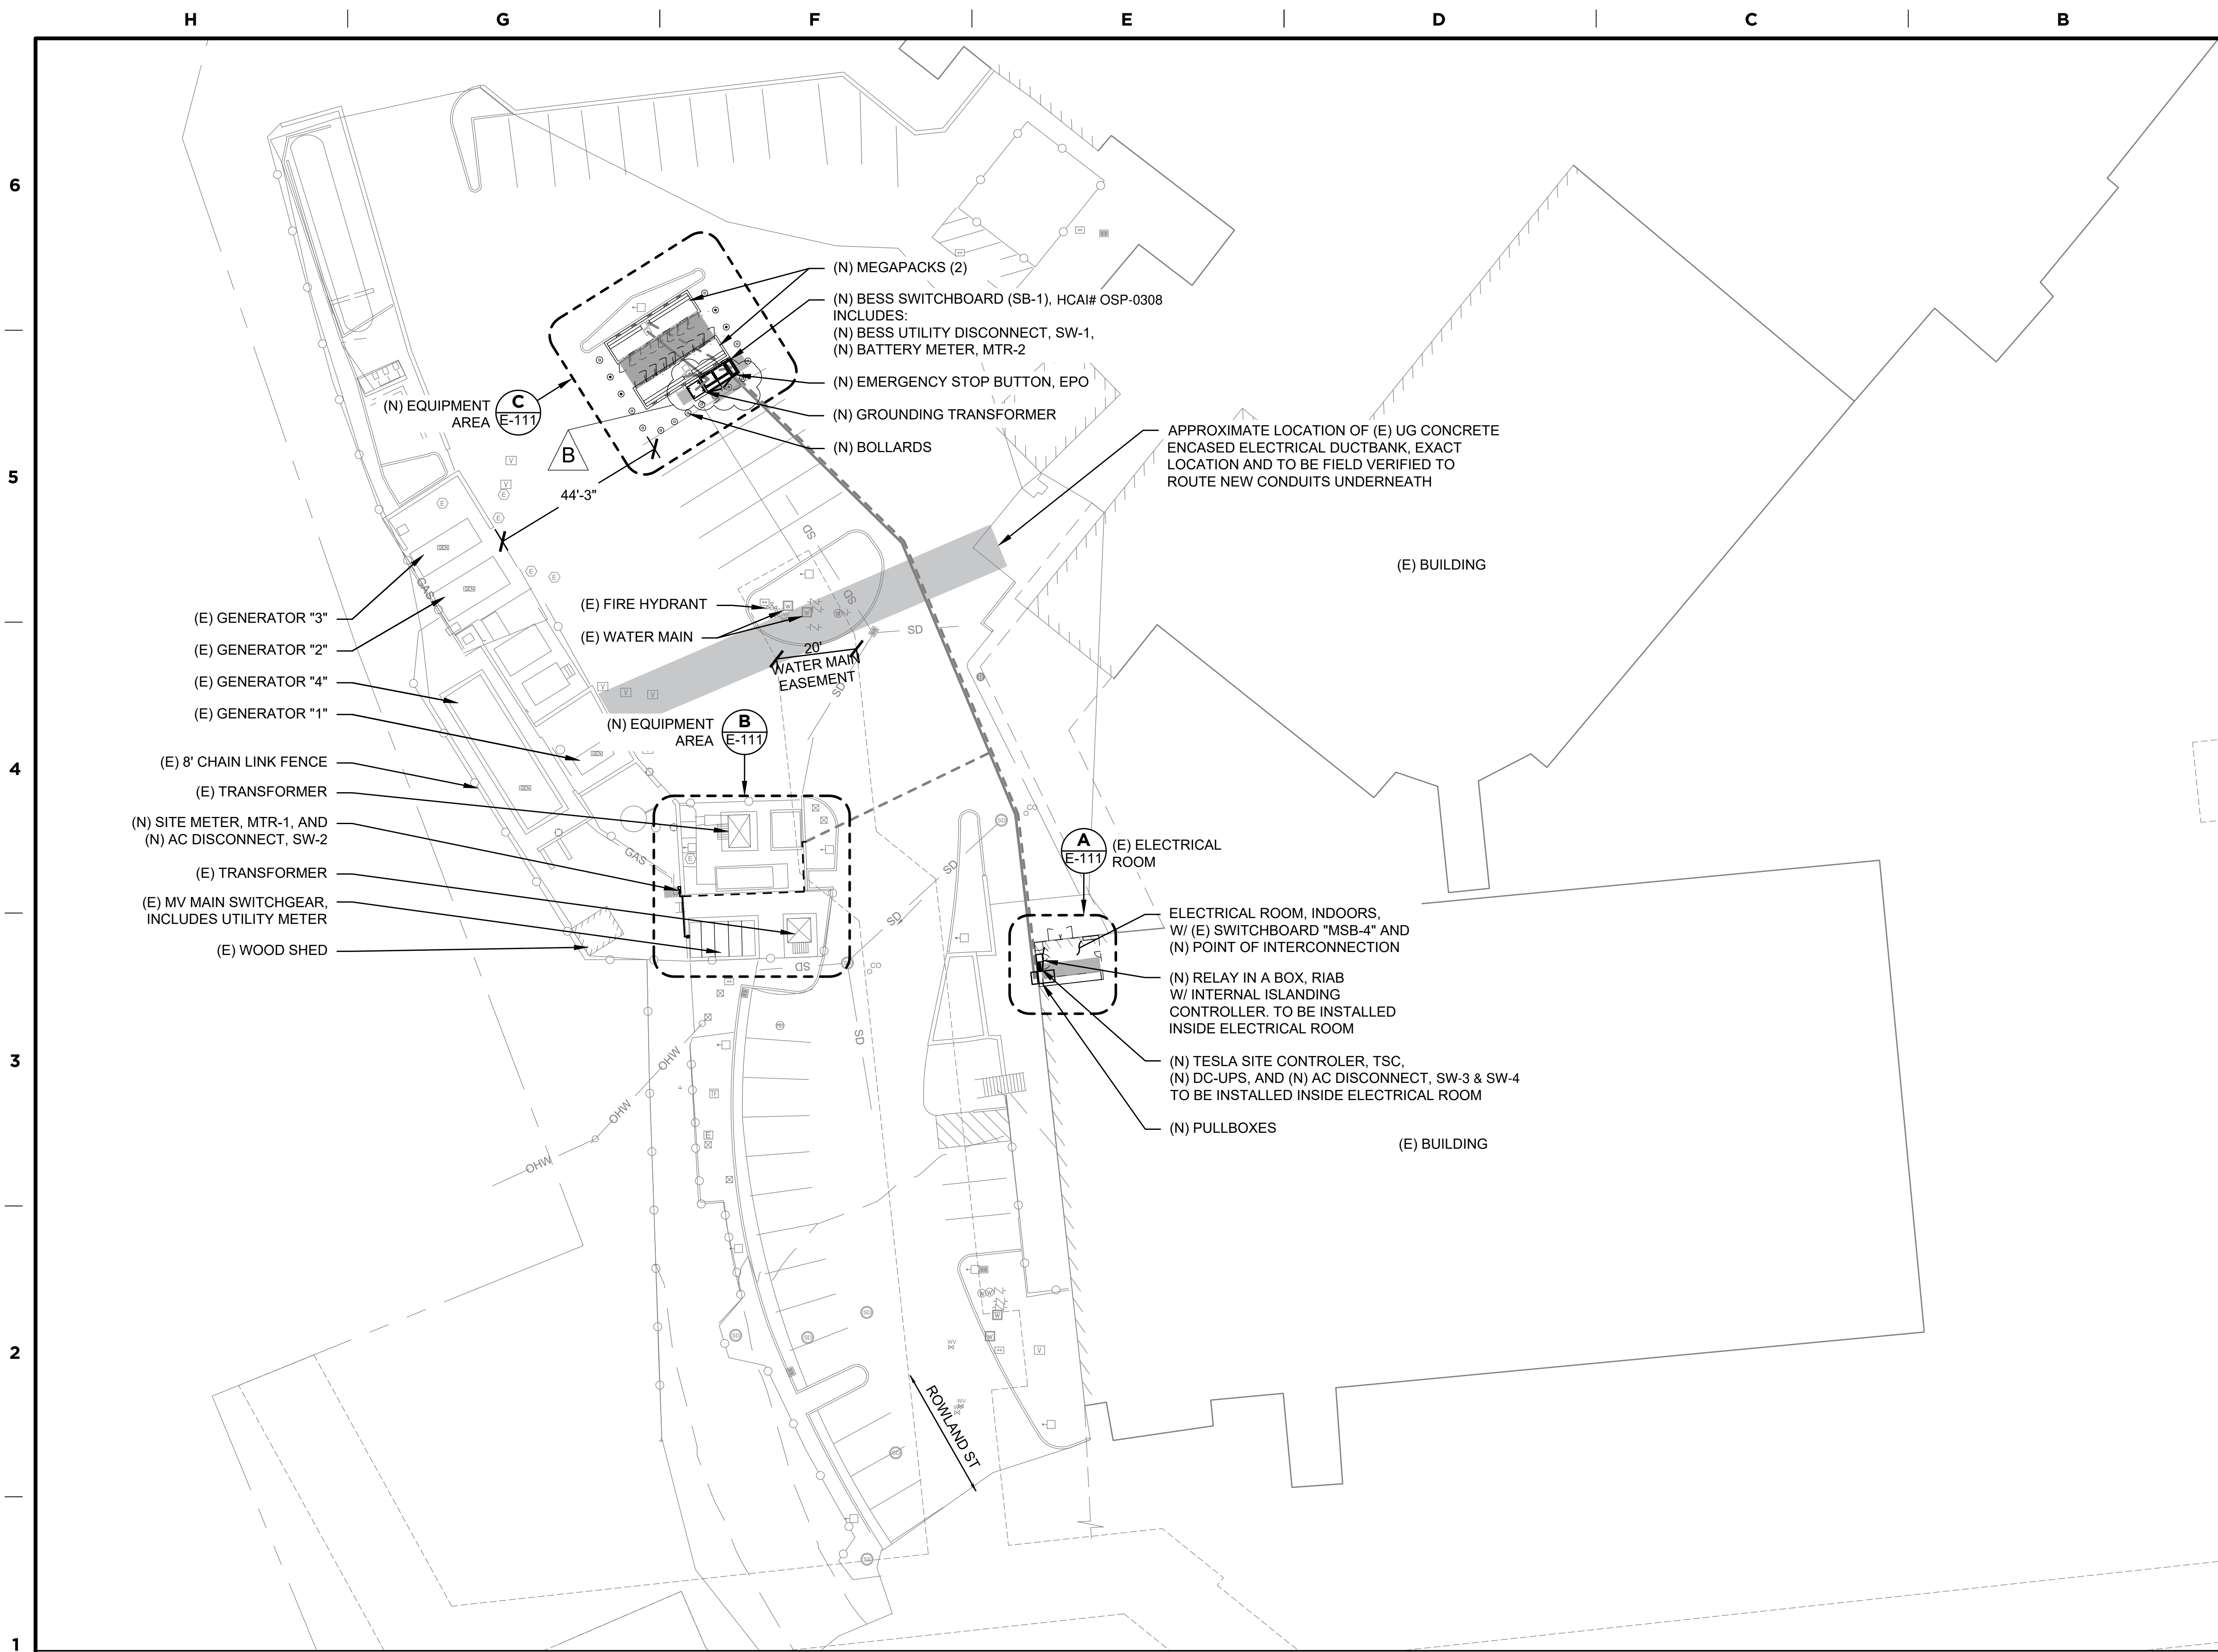 H G F E D C B
6
5
4
3
2
1
(N) MEGAPACKS (2)
(N) BESS SWITCHBOARD (SB-1), HCAI# OSP-0308
INCLUDES:
(N) BESS UTILITY DISCONNECT, SW-1,
(N) BATTERY METER, MTR-2
(N) EMERGENCY STOP BUTTON, EPO
(N) GROUNDING TRANSFORMER
(N) BOLLARDS
(N) EQUIPMENT
AREA
C
E-111
B
44'-3"
APPROXIMATE LOCATION OF (E) UG CONCRETE
ENCASED ELECTRICAL DUCTBANK, EXACT
LOCATION AND TO BE FIELD VERIFIED TO
ROUTE NEW CONDUITS UNDERNEATH
(E) BUILDING
(E) FIRE HYDRANT
(E) WATER MAIN
20'
WATER MAIN
EASEMENT
(N) EQUIPMENT
AREA
B
E-111
(E) GENERATOR "3"
(E) GENERATOR "2"
(E) GENERATOR "4"
(E) GENERATOR "1"
(E) 8' CHAIN LINK FENCE
(E) TRANSFORMER
(N) SITE METER, MTR-1, AND
(N) AC DISCONNECT, SW-2
(E) TRANSFORMER
(E) MV MAIN SWITCHGEAR,
INCLUDES UTILITY METER
(E) WOOD SHED
A
E-111
(E) ELECTRICAL
ROOM
ELECTRICAL ROOM, INDOORS,
W/ (E) SWITCHBOARD "MSB-4" AND
(N) POINT OF INTERCONNECTION
(N) RELAY IN A BOX, RIAB
W/ INTERNAL ISLANDING
CONTROLLER. TO BE INSTALLED
INSIDE ELECTRICAL ROOM
(N) TESLA SITE CONTROLER, TSC,
(N) DC-UPS, AND (N) AC DISCONNECT, SW-3 & SW-4
TO BE INSTALLED INSIDE ELECTRICAL ROOM
(N) PULLBOXES
(E) BUILDING
ROWLAND ST
GAS
GAS
SD
SD
SD
SD
SD
SD
SD
SD
OHW
OHW
OHW
CO
CO